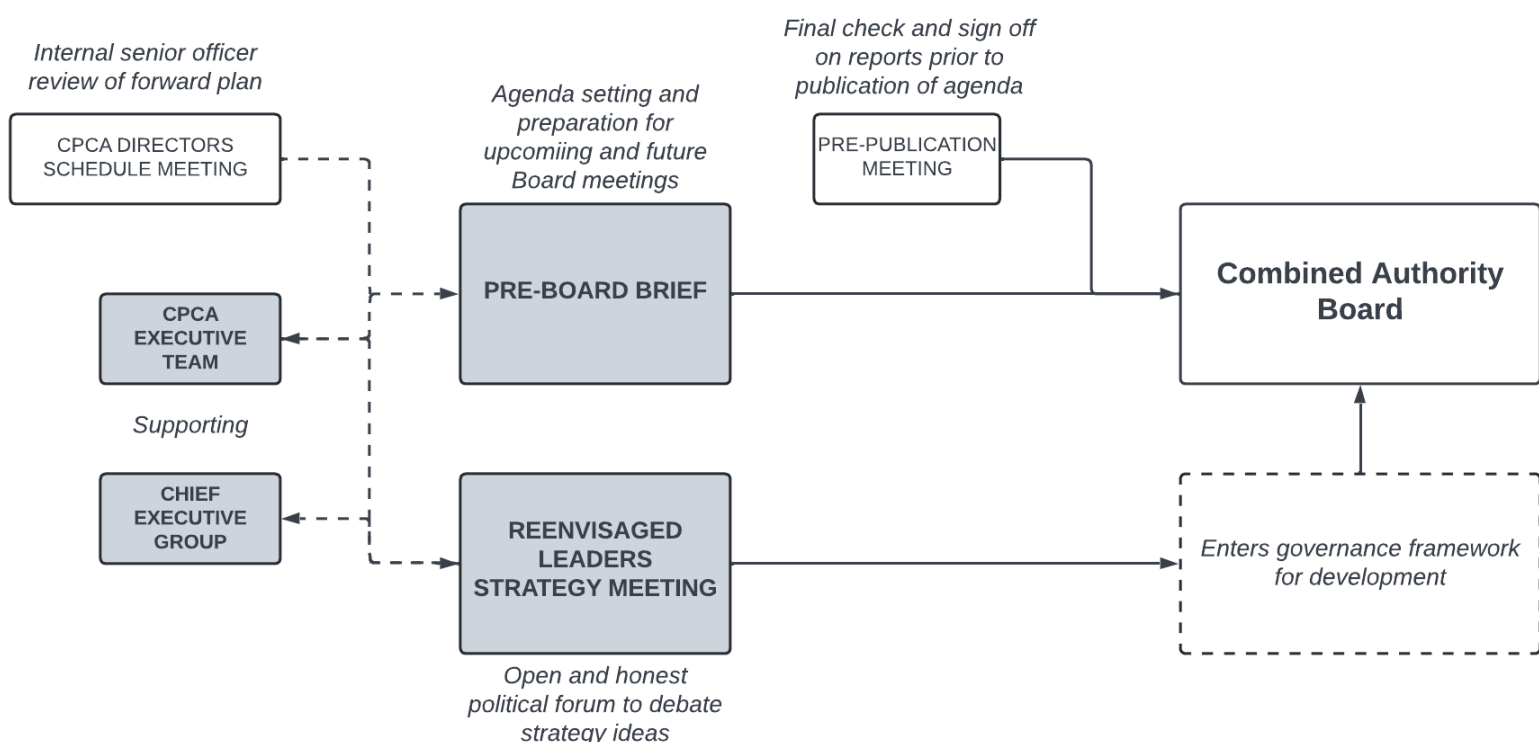 Internal senior officer
review of forward plan
CPCA DIRECTORS
SCHEDULE MEETING
Agenda setting and
preparation for
upcomiing and future
Board meetings
Final check and sign off
on reports prior to
publication of agenda
PRE-PUBLICATION
MEETING
PRE-BOARD BRIEF
Combined Authority
Board
CPCA
EXECUTIVE
TEAM
Supporting
CHIEF
EXECUTIVE
GROUP
REENVISAGED
LEADERS
STRATEGY MEETING
Enters governance framework
for development
Open and honest
political forum to debate
strategy ideas